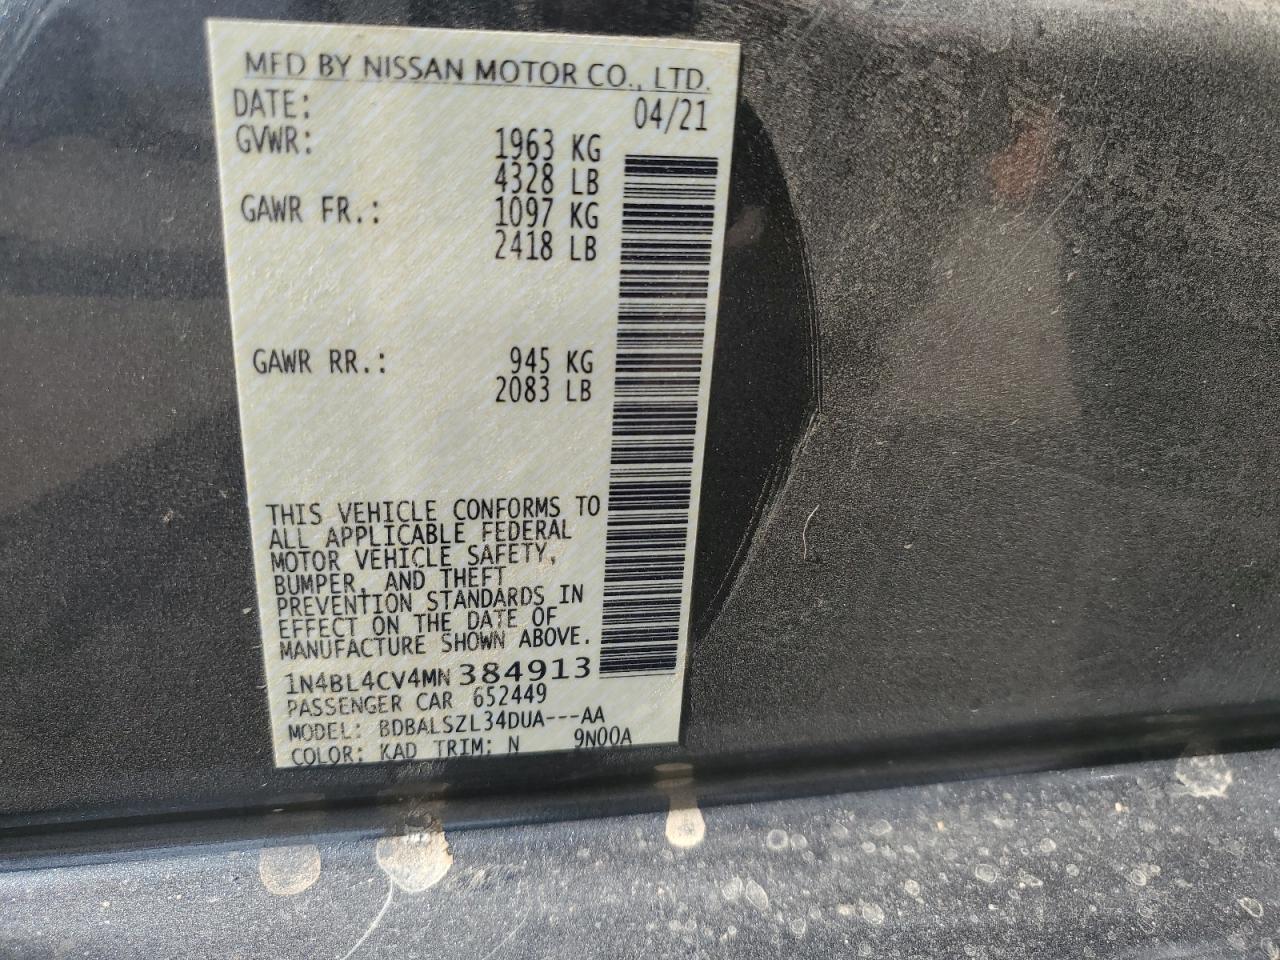 MFD BY NISSAN MOTOR CO., LTD.
DATE: 04/21
GVWR: 1963 KG
4328 LB
GAWR FR.: 1097 KG
2418 LB
GAWR RR.: 945 KG
2083 LB
THIS VEHICLE CONFORMS TO
ALL APPLICABLE FEDERAL
MOTOR VEHICLE SAFETY,
BUMPER, AND THEFT
PREVENTION STANDARDS IN
EFFECT ON THE DATE OF
MANUFACTURE SHOWN ABOVE.
1N4BL4CV4MN384913
PASSENGER CAR 652449
MODEL: BDBALSZL34DUA---AA
COLOR: KAD TRIM: N 9N00A